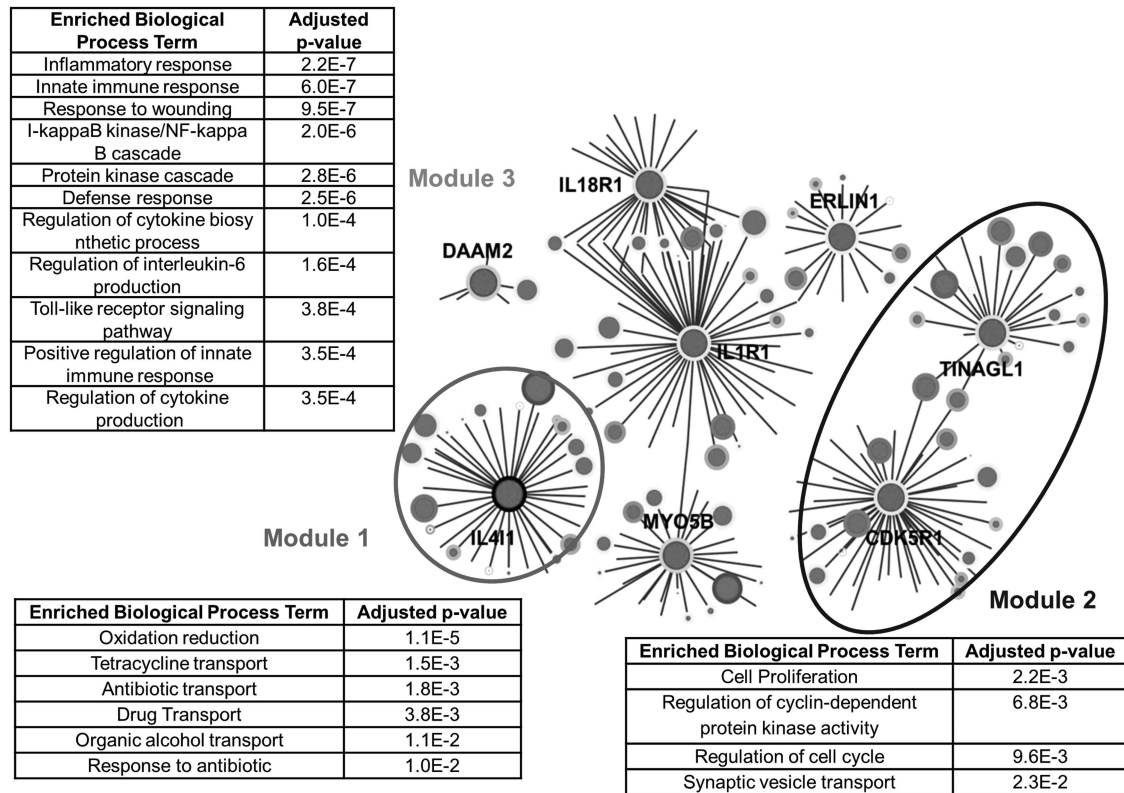 Enriched Biological Adjusted
Process Term p-value
Inflammatory response 2.2E-7
Innate immune response 6.0E-7
Response to wounding 9.5E-7
I-kappaB kinase/NF-kappa 2.0E-6
B cascade
Protein kinase cascade 2.8E-6
Defense response 2.5E-6
Regulation of cytokine biosy 1.0E-4
nthetic process
Regulation of interleukin-6 1.6E-4
production
Toll-like receptor signaling 3.8E-4
pathway
Positive regulation of innate 3.5E-4
immune response
Regulation of cytokine 3.5E-4
production
Module 3
IL18R1
ERLIN1
DAAM2
IL1R1
TINAGL1
MYO5B
CDK5R1
IL4I1
Module 1
Module 2
Enriched Biological Process Term Adjusted p-value
Oxidation reduction 1.1E-5
Tetracycline transport 1.5E-3
Antibiotic transport 1.8E-3
Drug Transport 3.8E-3
Organic alcohol transport 1.1E-2
Response to antibiotic 1.0E-2
Enriched Biological Process Term Adjusted p-value
Cell Proliferation 2.2E-3
Regulation of cyclin-dependent 6.8E-3
protein kinase activity
Regulation of cell cycle 9.6E-3
Synaptic vesicle transport 2.3E-2